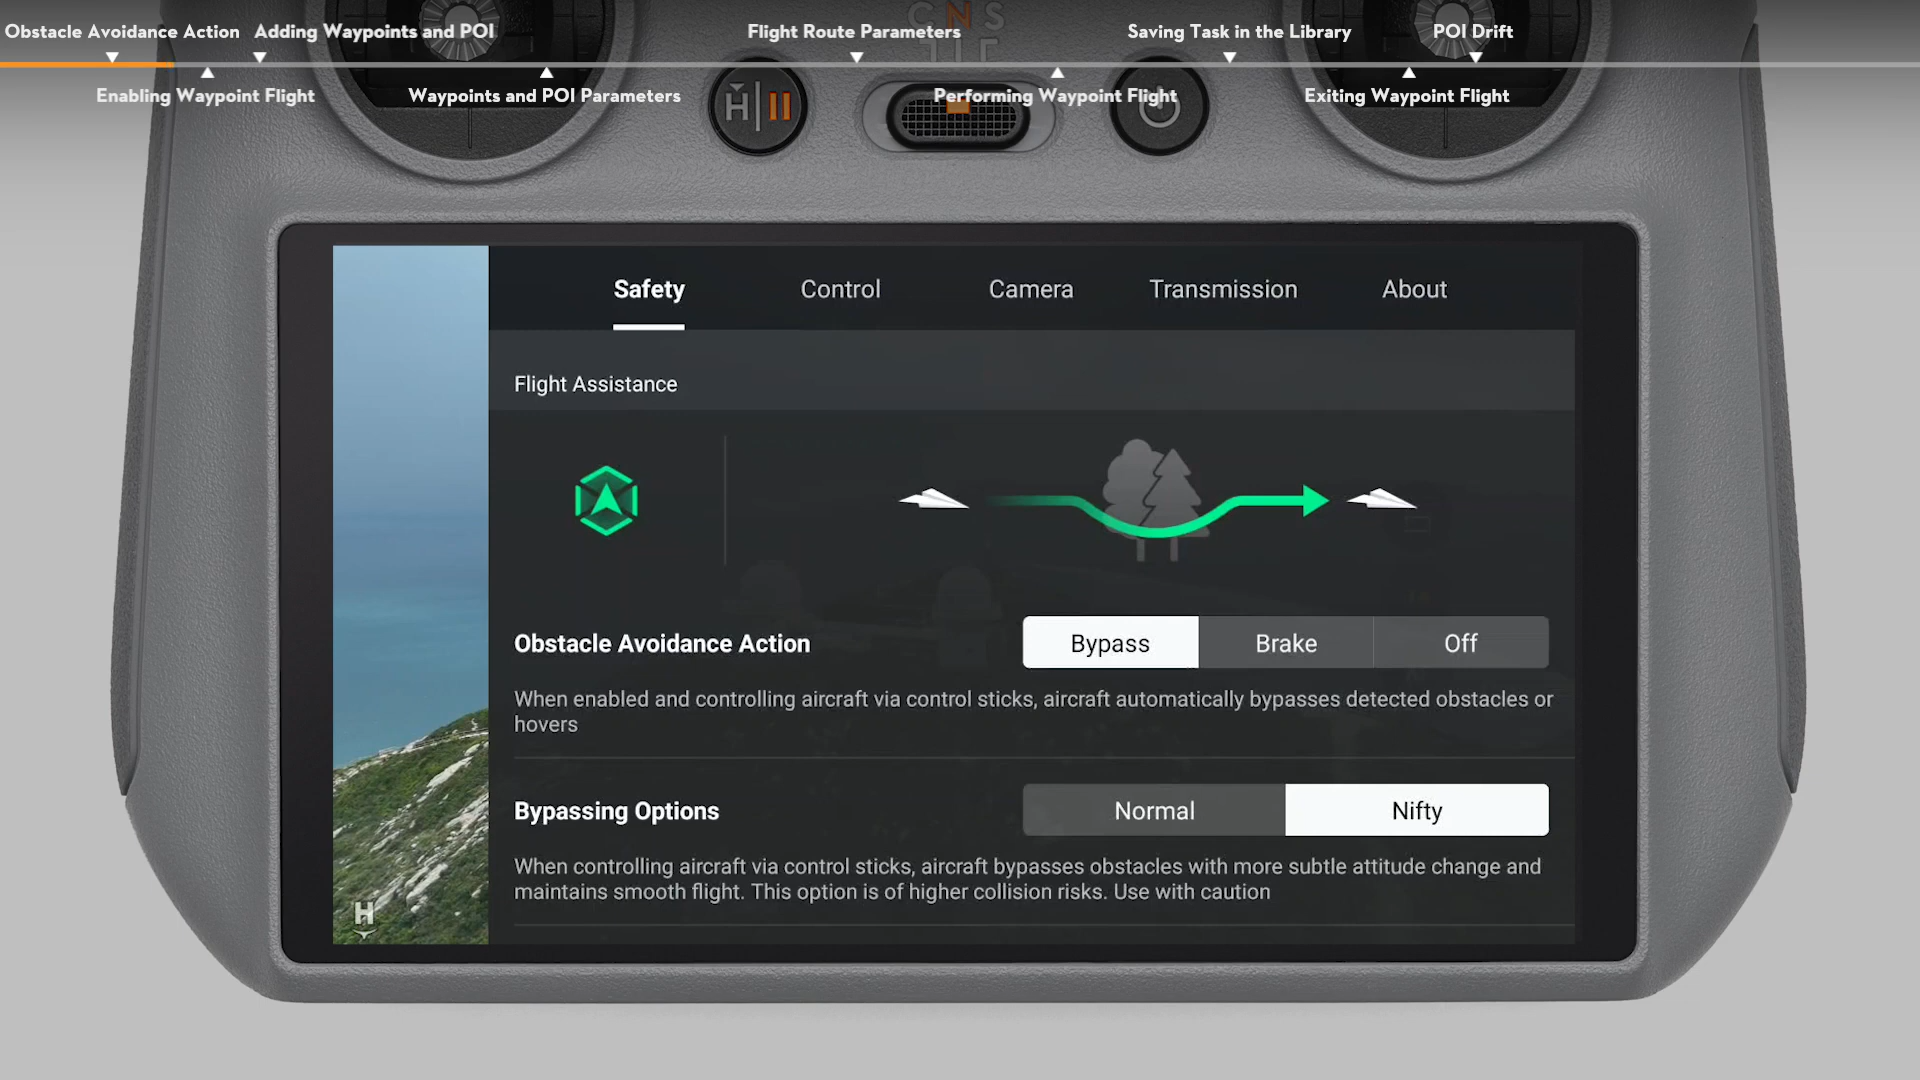 Obstacle Avoidance Action
Adding Waypoints and POI
Flight Route Parameters
Saving Task in the Library
POI Drift
Enabling Waypoint Flight
Waypoints and POI Parameters
Performing Waypoint Flight
Exiting Waypoint Flight
C N S
H
Safety
Control
Camera
Transmission
About
Flight Assistance
Obstacle Avoidance Action
Bypass
Brake
Off
When enabled and controlling aircraft via control sticks, aircraft automatically bypasses detected obstacles or
hovers
Bypassing Options
Normal
Nifty
When controlling aircraft via control sticks, aircraft bypasses obstacles with more subtle attitude change and
maintains smooth flight. This option is of higher collision risks. Use with caution
H